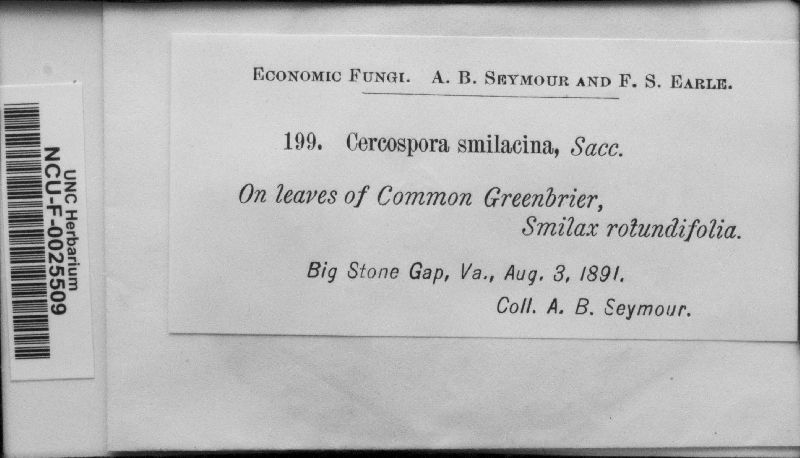 Economic Fungi. A. B. Seymour and F. S. Earle.
199. Cercospora smilacina, Sacc.
On leaves of Common Greenbrier,
Smilax rotundifolia.
Big Stone Gap, Va., Aug. 3, 1891.
Coll. A. B. Seymour.
UNC Herbarium
NCU-F-0025509